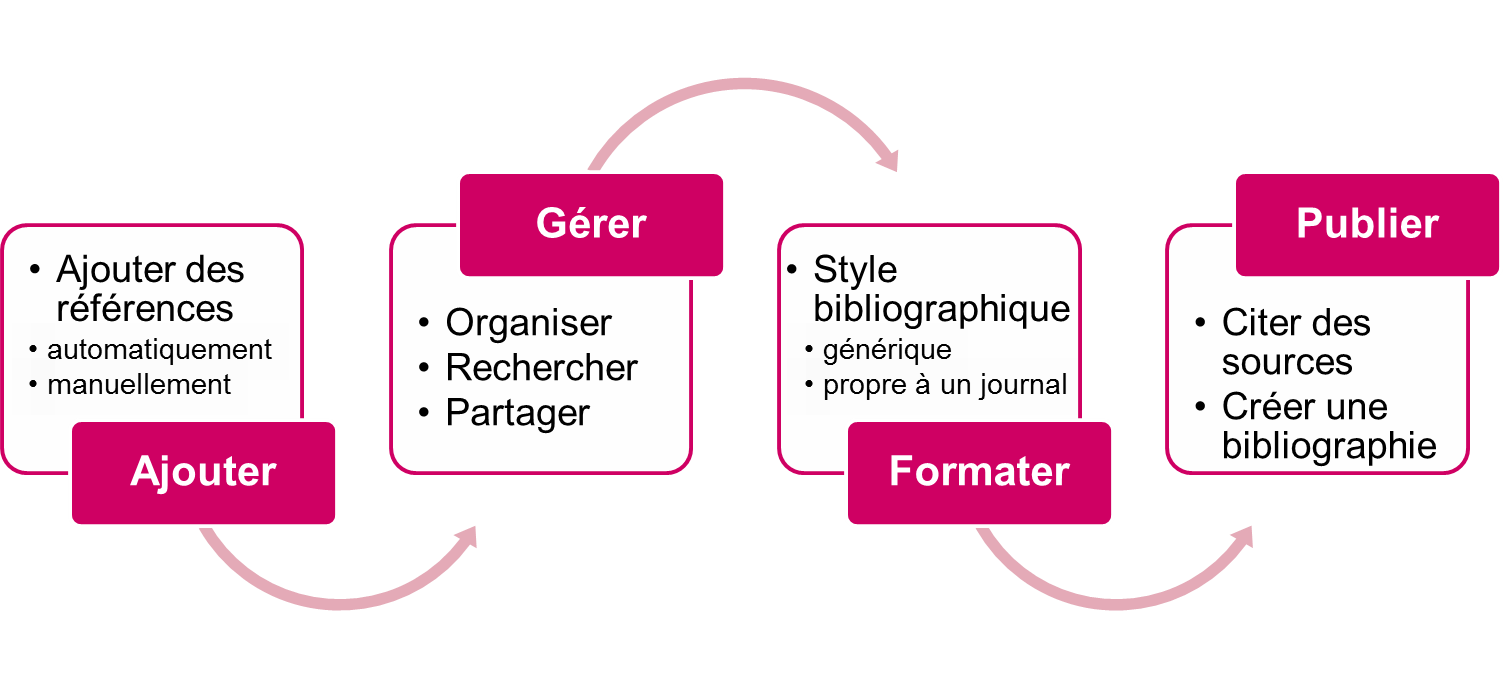 • Ajouter des
référénces
• automatiquement
• manuellement
Ajouter
Gérer
• Organiser
• Rechercher
• Partager
• Style
bibliographique
• générique
• propre à un journal
Formater
Publier
• Citer des
sources
• Créer une
bibliographie